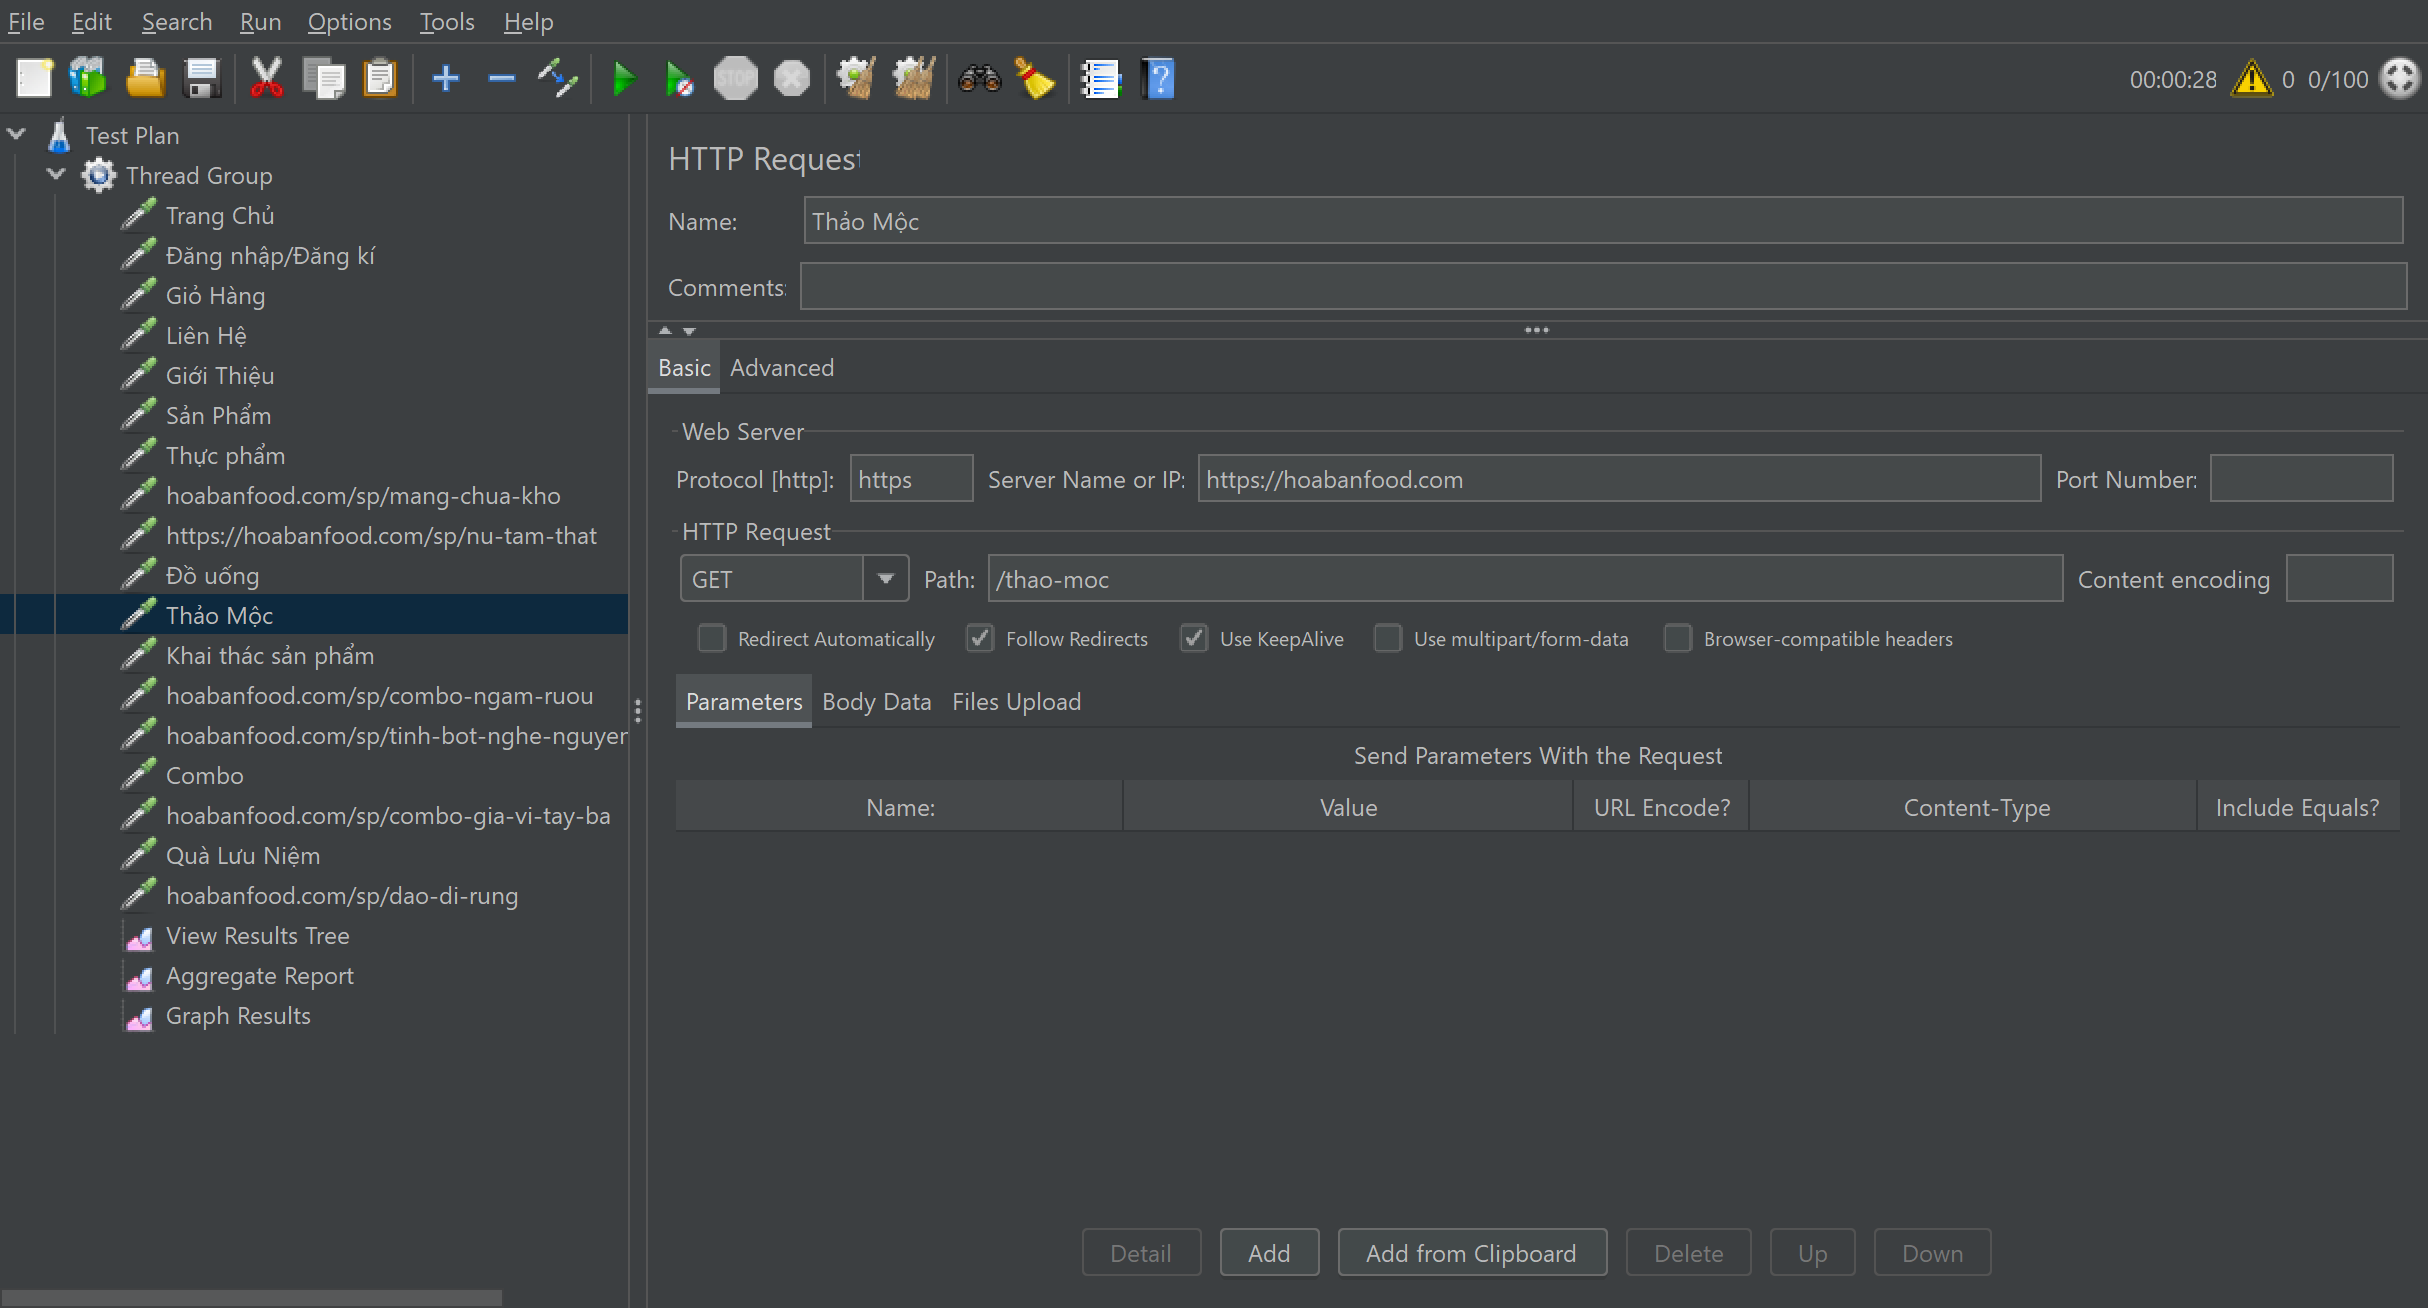 File Edit Search Run Options Tools Help
STOP
00:00:28 0 0/100
Test Plan
Thread Group
Trang Chủ
Đăng nhập/Đăng kí
Giỏ Hàng
Liên Hệ
Giới Thiệu
Sản Phẩm
Thực phẩm
hoabanfood.com/sp/mang-chua-kho
https://hoabanfood.com/sp/nu-tam-that
Đồ uống
Thảo Mộc
Khai thác sản phẩm
hoabanfood.com/sp/combo-ngam-ruou
hoabanfood.com/sp/tinh-bot-nghe-nguyer
Combo
hoabanfood.com/sp/combo-gia-vi-tay-ba
Quà Lưu Niệm
hoabanfood.com/sp/dao-di-rung
View Results Tree
Aggregate Report
Graph Results
HTTP Request
Name: Thảo Mộc
Comments:
Basic Advanced
Web Server
Protocol [http]: https Server Name or IP: https://hoabanfood.com Port Number:
HTTP Request
GET Path: /thao-moc Content encoding
Redirect Automatically Follow Redirects Use KeepAlive Use multipart/form-data Browser-compatible headers
Parameters Body Data Files Upload
Send Parameters With the Request
Name: Value URL Encode? Content-Type Include Equals?
Detail Add Add from Clipboard Delete Up Down